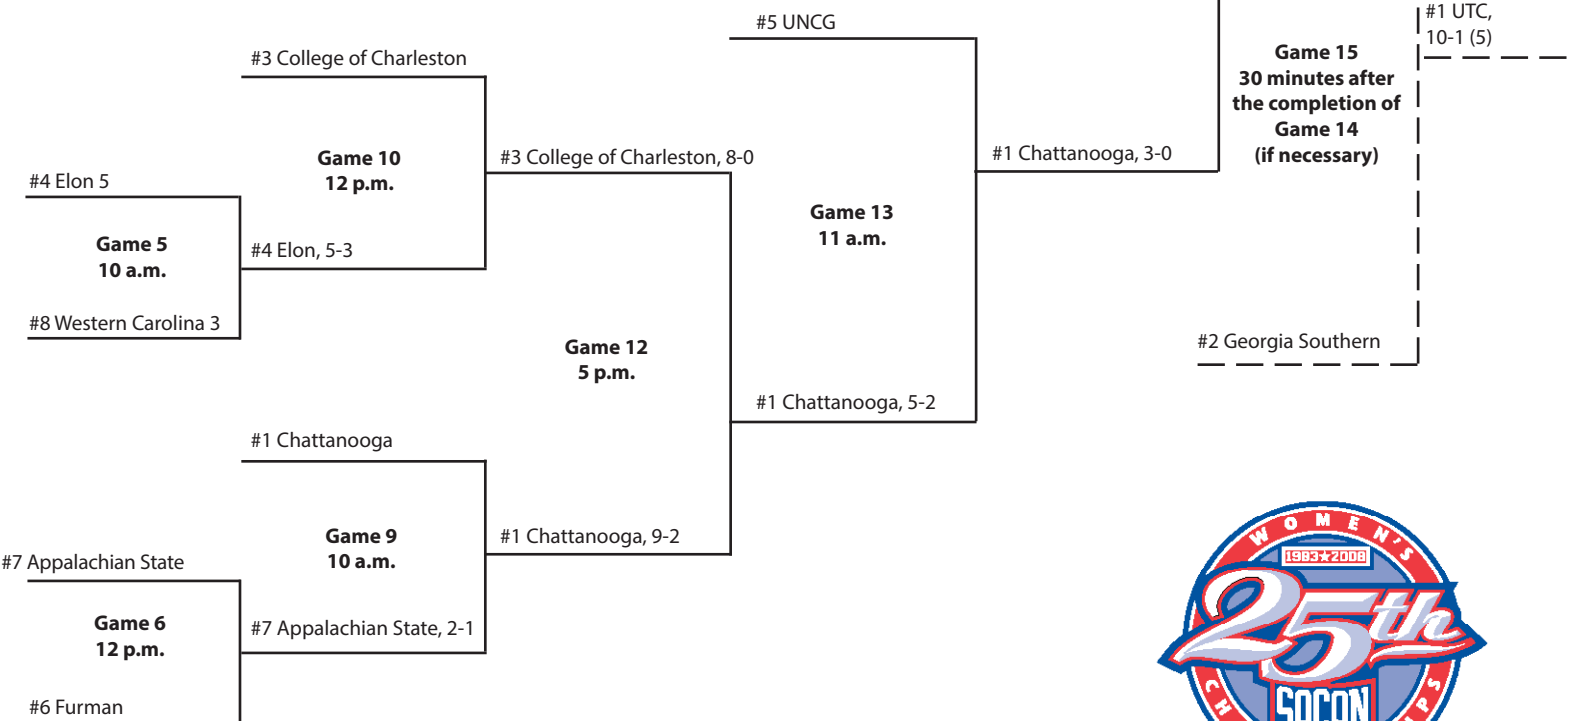 #5 UNCG
#1 UTC,
10-1 (5)
#3 College of Charleston
Game 15
30 minutes after
the completion of
Game 14
(if necessary)
Game 10
12 p.m.
#3 College of Charleston, 8-0
#1 Chattanooga, 3-0
#4 Elon 5
Game 13
11 a.m.
Game 5
10 a.m.
#4 Elon, 5-3
#8 Western Carolina 3
Game 12
5 p.m.
#2 Georgia Southern
#1 Chattanooga, 5-2
#1 Chattanooga
Game 9
10 a.m.
#1 Chattanooga, 9-2
#7 Appalachian State
Game 6
12 p.m.
#7 Appalachian State, 2-1
#6 Furman
WOMEN'S
1983★2008
25th
SOCON